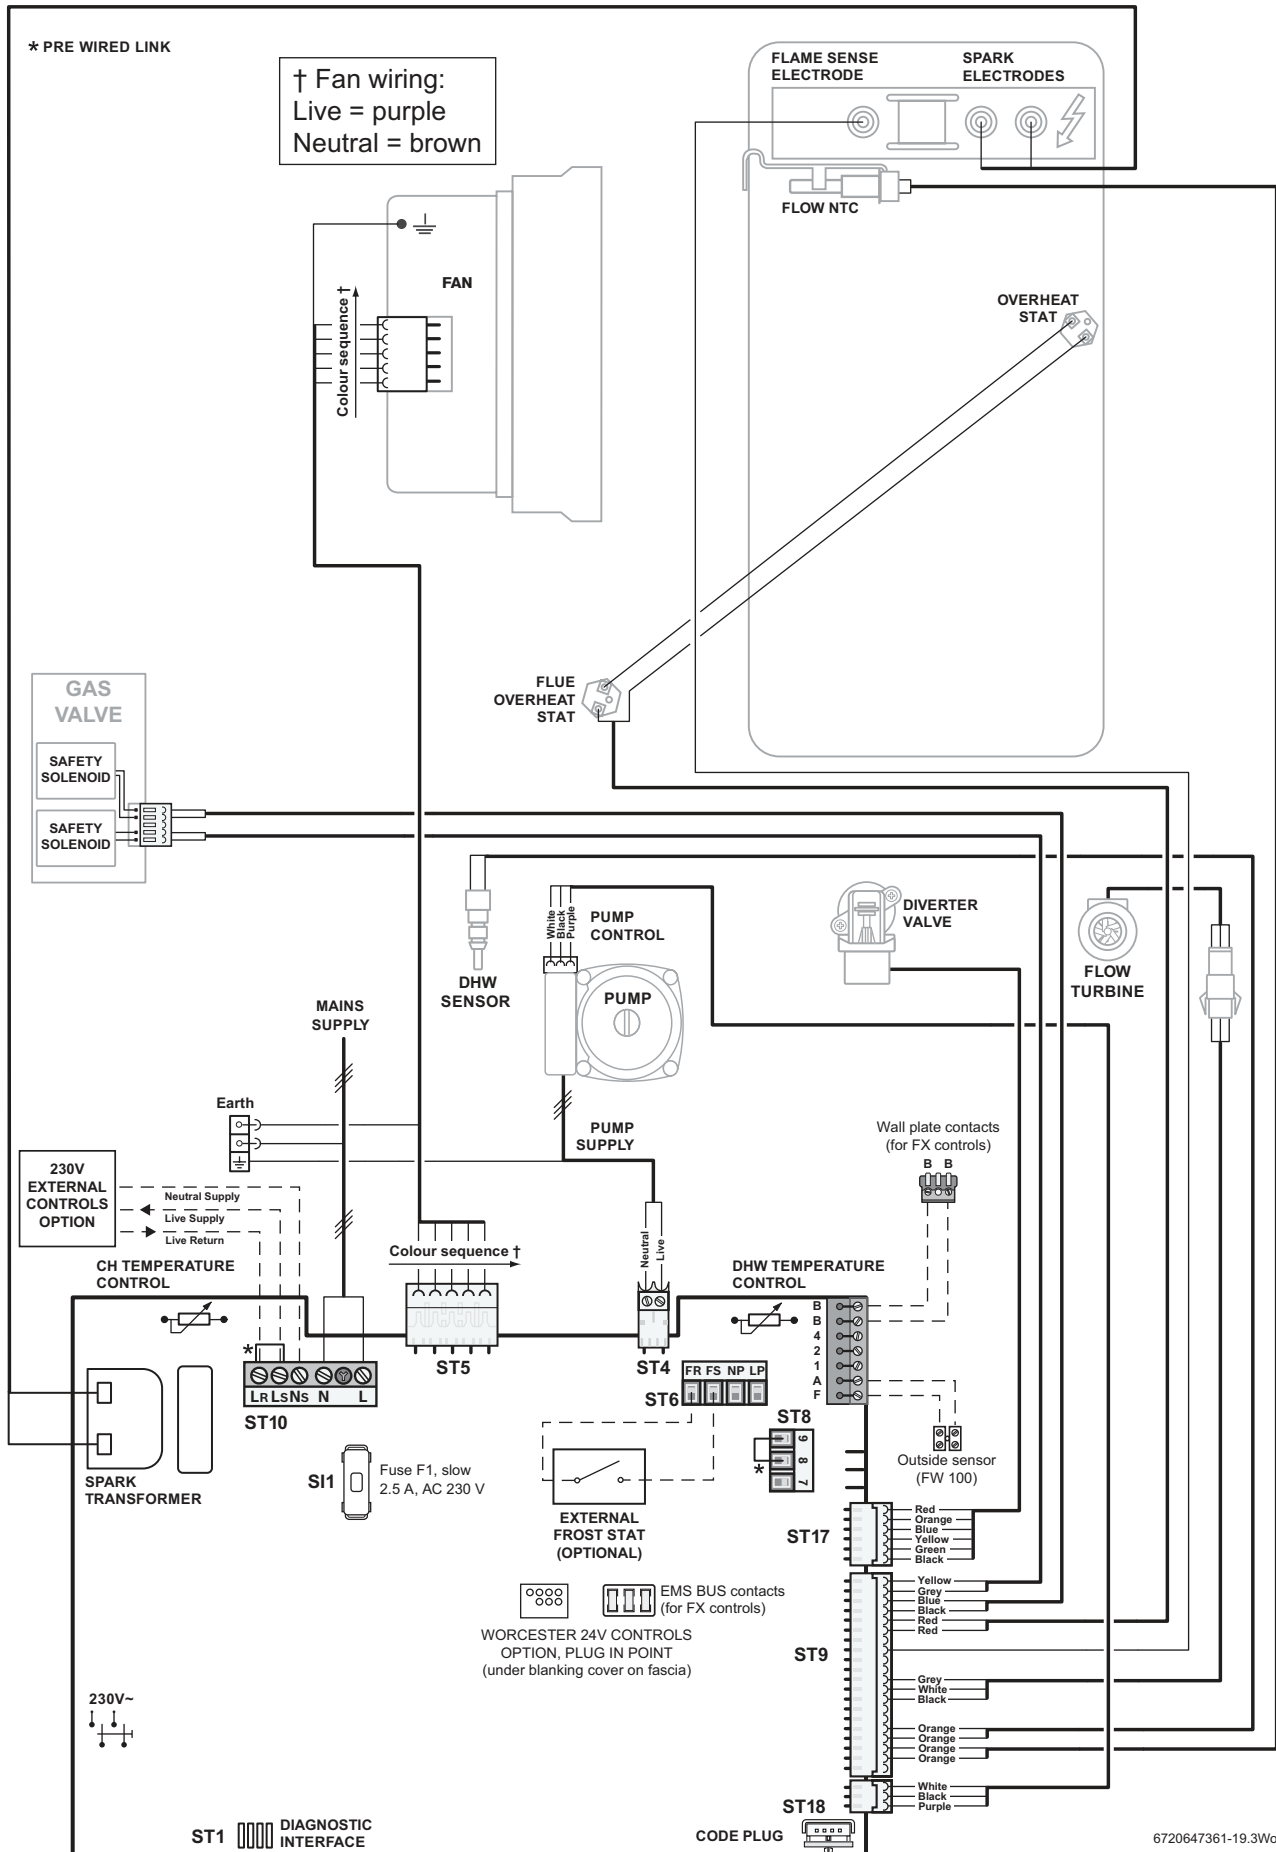 * PRE WIRED LINK
† Fan wiring:
Live = purple
Neutral = brown
FLAME SENSE
ELECTRODE
SPARK
ELECTRODES
FLOW NTC
FAN
Colour sequence †
OVERHEAT
STAT
FLUE
OVERHEAT
STAT
GAS
VALVE
SAFETY
SOLENOID
SAFETY
SOLENOID
White
Black
Purple
PUMP
CONTROL
DIVERTER
VALVE
DHW
SENSOR
PUMP
FLOW
TURBINE
MAINS
SUPPLY
Earth
PUMP
SUPPLY
Wall plate contacts
(for FX controls)
B B
230V
EXTERNAL
CONTROLS
OPTION
Neutral Supply
Live Supply
Live Return
Colour sequence †
Neutral
Live
CH TEMPERATURE
CONTROL
DHW TEMPERATURE
CONTROL
B
B
4
2
1
A
F
*
LR LS NS N L
ST10
ST5
ST4
FR FS NP LP
ST6
ST8
9
8
7
*
Outside sensor
(FW 100)
SPARK
TRANSFORMER
SI1
Fuse F1, slow
2.5 A, AC 230 V
EXTERNAL
FROST STAT
(OPTIONAL)
ST17
Red
Orange
Blue
Yellow
Green
Black
EMS BUS contacts
(for FX controls)
WORCESTER 24V CONTROLS
OPTION, PLUG IN POINT
(under blanking cover on fascia)
ST9
Yellow
Grey
Blue
Black
Red
Red
Grey
White
Black
Orange
Orange
Orange
Orange
230V~
ST18
White
Black
Purple
ST1
DIAGNOSTIC
INTERFACE
CODE PLUG
6720647361-19.3Wo